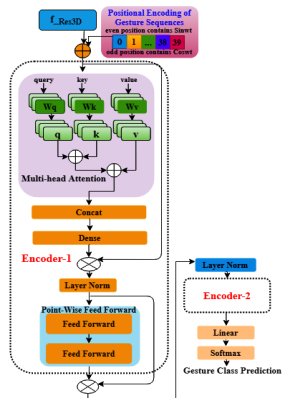 f_Res3D
Positional Encoding of
Gesture Sequences
even position contains Sinwt
0 1 ... 38 39
odd position contains Coswt
query key value
Wq Wk Wv
q k v
Multi-head Attention
Concat
Dense
Encoder-1
Layer Norm
Point-Wise Feed Forward
Feed Forward
Feed Forward
Layer Norm
Encoder-2
Linear
Softmax
Gesture Class Prediction